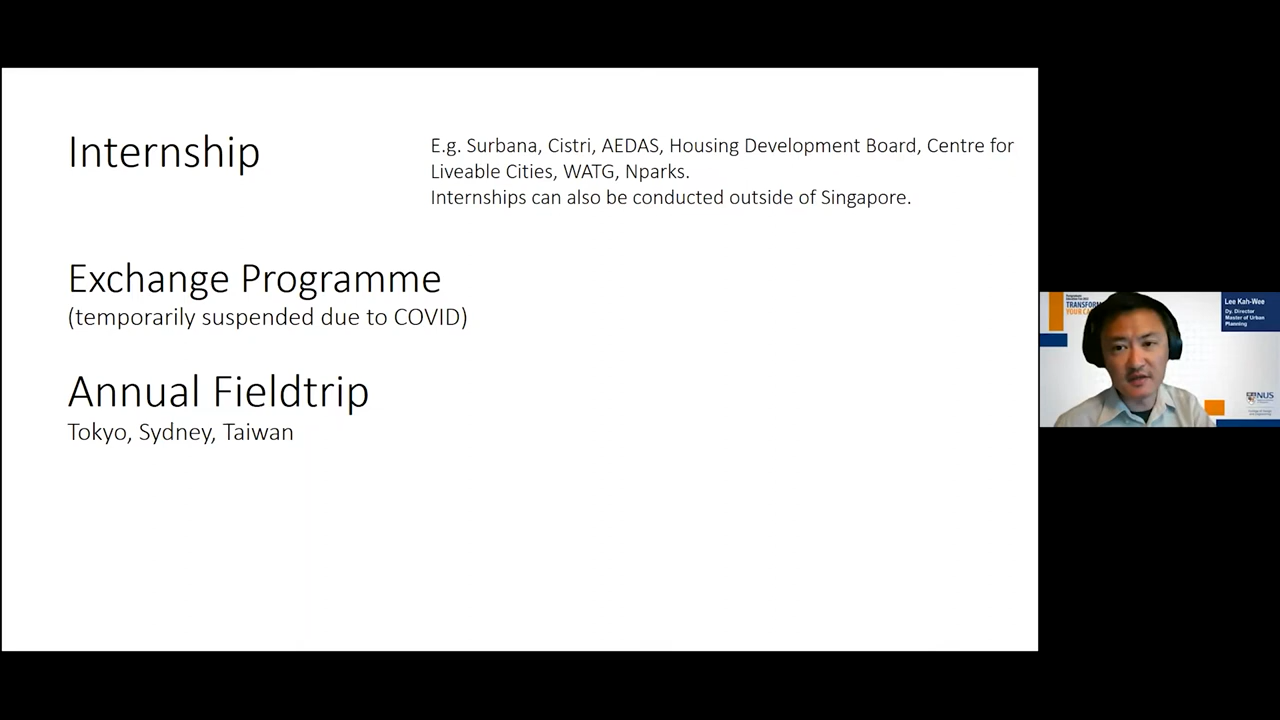 Internship
E.g. Surbana, Cistri, AEDAS, Housing Development Board, Centre for
Liveable Cities, WATG, Nparks.
Internships can also be conducted outside of Singapore.
Exchange Programme
(temporarily suspended due to COVID)
Annual Fieldtrip
Tokyo, Sydney, Taiwan
TRANSFORM
Lee Kah-Wee
Dy. Director
Master of Urban
Planning
NUS